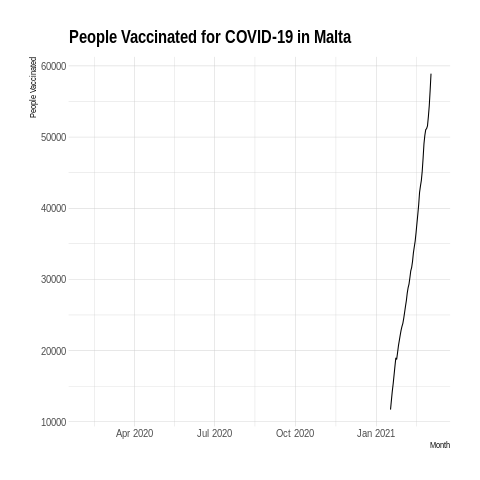 People Vaccinated for COVID-19 in Malta
People Vaccinated
60000
50000
40000
30000
20000
10000
Apr 2020
Jul 2020
Oct 2020
Jan 2021
Month